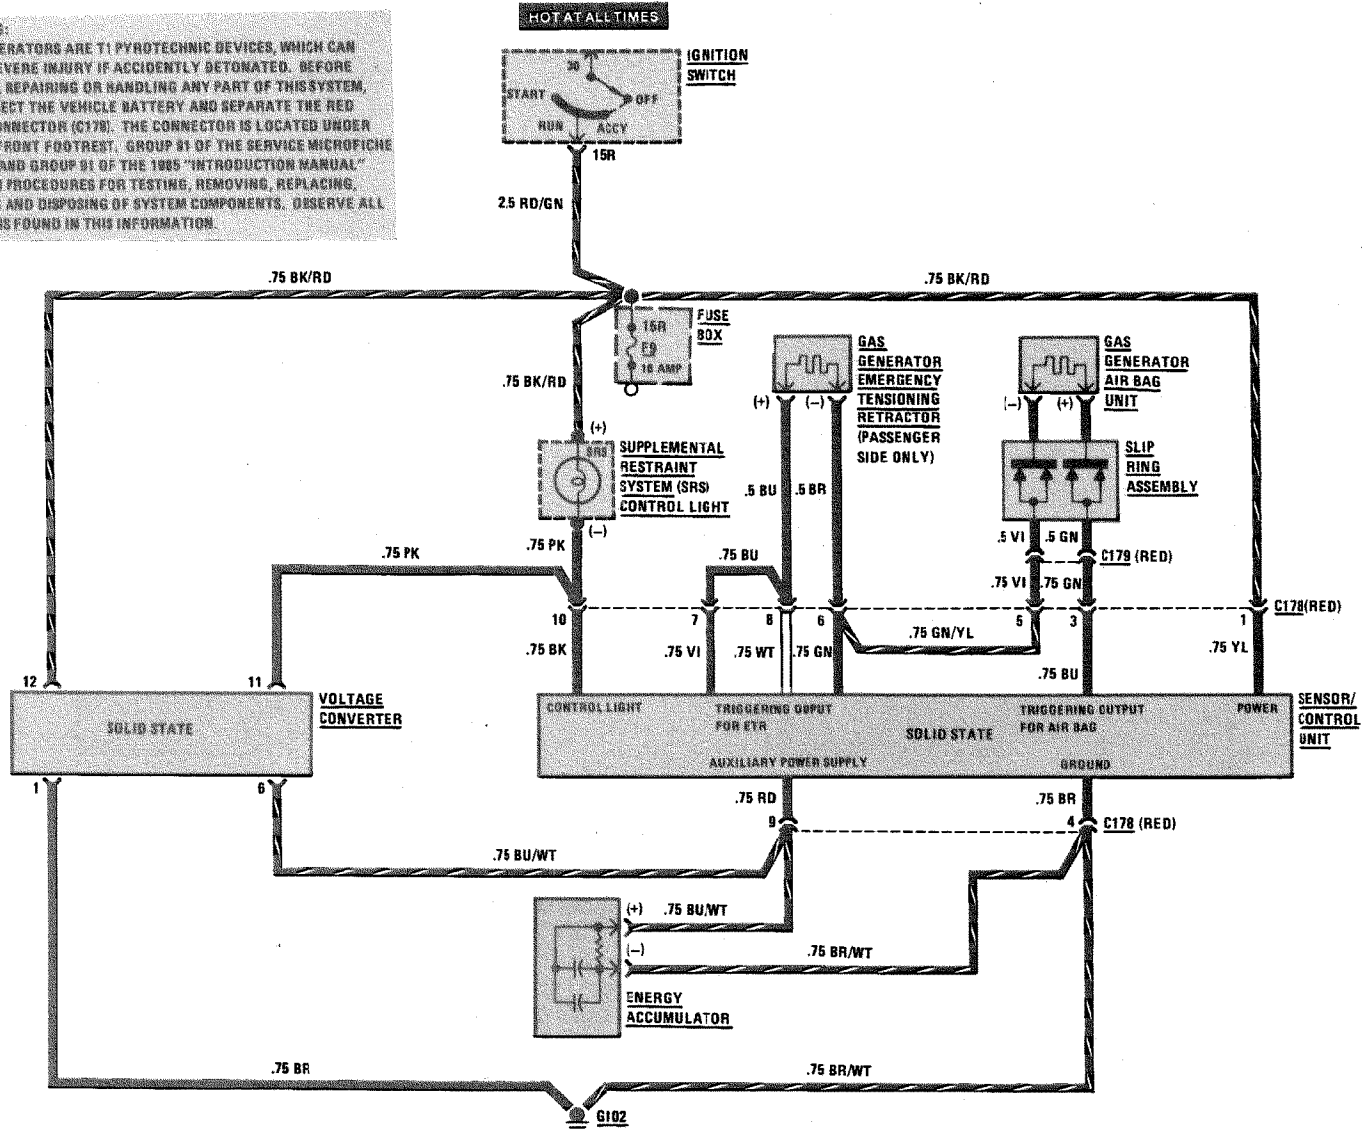 HOT AT ALL TIMES
S:
ERATORS ARE T1 PYROTECHNIC DEVICES, WHICH CAN
EVERE INJURY IF ACCIDENTLY DETONATED. BEFORE
, REPAIRING OR HANDLING ANY PART OF THIS SYSTEM,
ECT THE VEHICLE BATTERY AND SEPARATE THE RED
ONNECTOR (C178). THE CONNECTOR IS LOCATED UNDER
FRONT FOOTREST. GROUP 91 OF THE SERVICE MICROFICHE
AND GROUP 91 OF THE 1985 "INTRODUCTION MANUAL"
PROCEDURES FOR TESTING, REMOVING, REPLACING,
AND DISPOSING OF SYSTEM COMPONENTS. OBSERVE ALL
S FOUND IN THIS INFORMATION.
IGNITION
SWITCH
30
START
OFF
RUN
ACCY
15R
2.5 RD/GN
.75 BK/RD
.75 BK/RD
FUSE
BOX
15R
F9
16 AMP
.75 BK/RD
GAS
GENERATOR
EMERGENCY
TENSIONING
RETRACTOR
(PASSENGER
SIDE ONLY)
(+)
(−)
GAS
GENERATOR
AIR BAG
UNIT
(−)
(+)
SLIP
RING
ASSEMBLY
(+)
SRS
SUPPLEMENTAL
RESTRAINT
SYSTEM (SRS)
CONTROL LIGHT
(−)
.5 BU
.5 BR
.5 VI
.5 GN
C179 (RED)
.75 PK
.75 PK
.75 BU
.75 VI
.75 GN
C178 (RED)
10
7
8
6
5
3
1
.75 BK
.75 VI
.75 WT
.75 GN
.75 GN/YL
.75 BU
.75 YL
12
11
VOLTAGE
CONVERTER
SOLID STATE
1
6
CONTROL LIGHT
TRIGGERING OUPUT
FOR ETR
SOLID STATE
TRIGGERING OUTPUT
FOR AIR BAG
POWER
AUXILIARY POWER SUPPLY
GROUND
SENSOR/
CONTROL
UNIT
.75 RD
.75 BR
9
4
C178 (RED)
.75 BU/WT
(+)
.75 BU/WT
(−)
.75 BR/WT
ENERGY
ACCUMULATOR
.75 BR
.75 BR/WT
G102